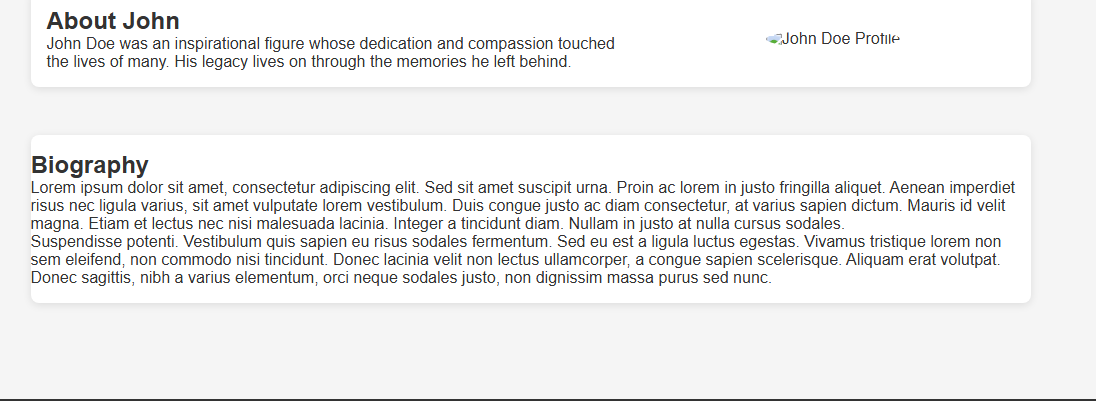 About John
John Doe was an inspirational figure whose dedication and compassion touched
the lives of many. His legacy lives on through the memories he left behind.
John Doe Profile
Biography
Lorem ipsum dolor sit amet, consectetur adipiscing elit. Sed sit amet suscipit urna. Proin ac lorem in justo fringilla aliquet. Aenean imperdiet
risus nec ligula varius, sit amet vulputate lorem vestibulum. Duis congue justo ac diam consectetur, at varius sapien dictum. Mauris id velit
magna. Etiam et lectus nec nisi malesuada lacinia. Integer a tincidunt diam. Nullam in justo at nulla cursus sodales.
Suspendisse potenti. Vestibulum quis sapien eu risus sodales fermentum. Sed eu est a ligula luctus egestas. Vivamus tristique lorem non
sem eleifend, non commodo nisi tincidunt. Donec lacinia velit non lectus ullamcorper, a congue sapien scelerisque. Aliquam erat volutpat.
Donec sagittis, nibh a varius elementum, orci neque sodales justo, non dignissim massa purus sed nunc.